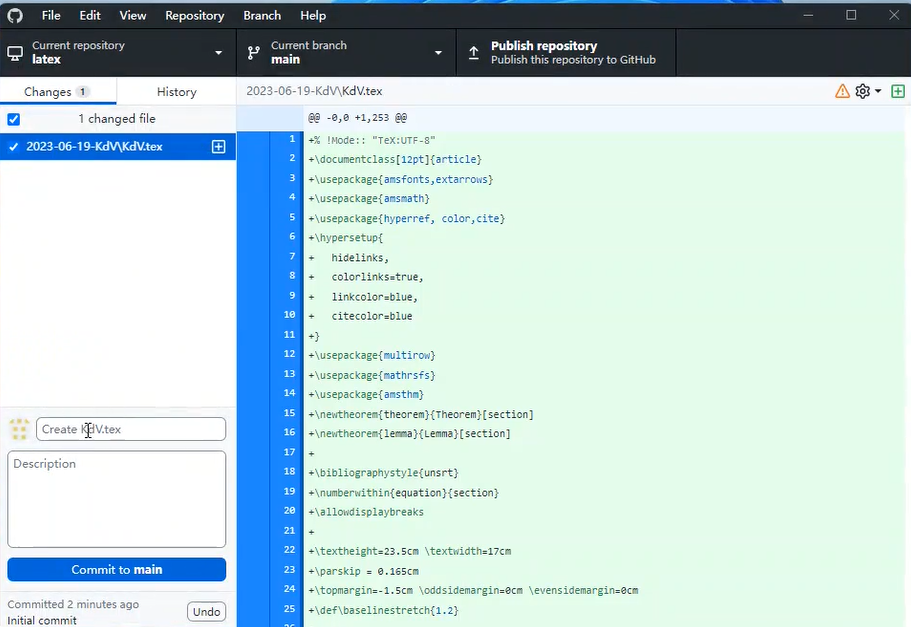 File Edit View Repository Branch Help
Current repository
latex
Current branch
main
Publish repository
Publish this repository to GitHub
Changes 1 History
1 changed file
2023-06-19-KdV\KdV.tex
2023-06-19-KdV\KdV.tex
@@ -0,0 +1,253 @@
1 +% !Mode:: "TeX:UTF-8"
2 +\documentclass[12pt]{article}
3 +\usepackage{amsfonts,extarrows}
4 +\usepackage{amsmath}
5 +\usepackage{hyperref, color,cite}
6 +\hypersetup{
7 + hidelinks,
8 + colorlinks=true,
9 + linkcolor=blue,
10 + citecolor=blue
11 +}
12 +\usepackage{multirow}
13 +\usepackage{mathrsfs}
14 +\usepackage{amsthm}
15 +\newtheorem{theorem}{Theorem}[section]
16 +\newtheorem{lemma}{Lemma}[section]
17 +
18 +\bibliographystyle{unsrt}
19 +\numberwithin{equation}{section}
20 +\allowdisplaybreaks
21 +
22 +\textheight=23.5cm \textwidth=17cm
23 +\parskip = 0.165cm
24 +\topmargin=-1.5cm \oddsidemargin=0cm \evensidemargin=0cm
25 +\def\baselinestretch{1.2}
Create KdV.tex
Description
Commit to main
Committed 2 minutes ago
Initial commit
Undo